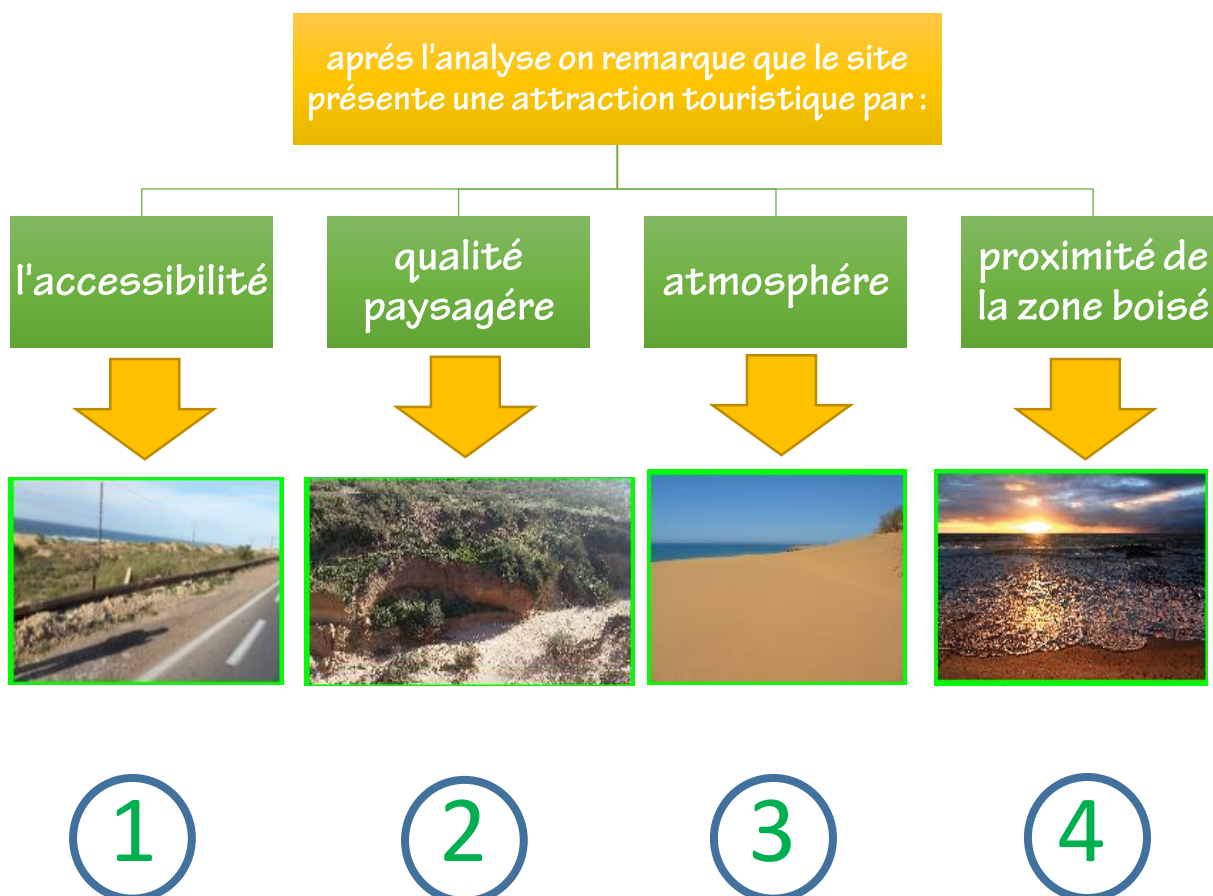 aprés l'analyse on remarque que le site
présente une attraction touristique par :
l'accessibilité
qualité
paysagére
atmosphére
proximité de
la zone boisé
1
2
3
4